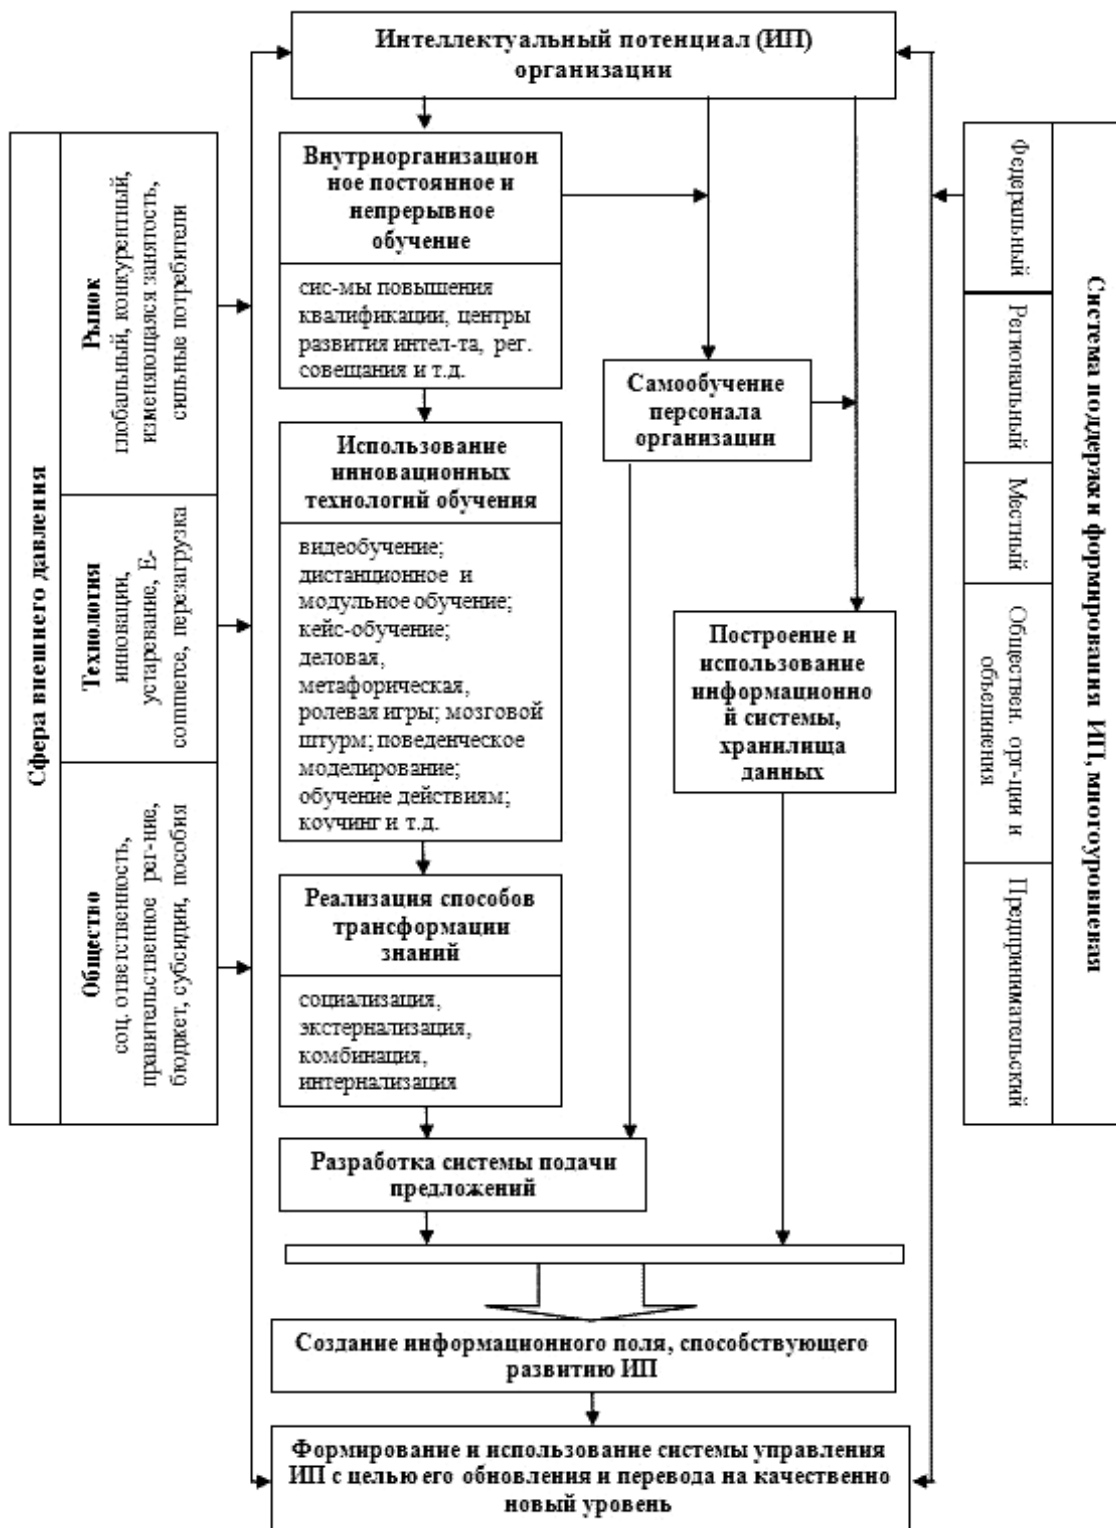 Интеллектуальный потенциал (ИП)
организации
Сфера внешнего давления
Рынок
глобальный, конкурентный,
изменяющаяся занятость,
сильные потребители
Технология
инновации,
устаревание, E-
commerce, перезагрузка
Общество
соц. ответственность,
правительственное рег-ние,
бюджет, субсидии, пособия
Внутриорганизацион
ное постоянное и
непрерывное
обучение
сис-мы повышения
квалификации, центры
развития интел-та, рег.
совещания и т.д.
Использование
инновационных
технологий обучения
видеобучение;
дистанционное и
модульное обучение;
кейс-обучение;
деловая,
метафорическая,
ролевая игры; мозговой
штурм; поведенческое
моделирование;
обучение действиям;
коучинг и т.д.
Реализация способов
трансформации
знаний
социализация,
экстернализация,
комбинация,
интернализация
Разработка системы подачи
предложений
Самообучение
персонала
организации
Построение и
использование
информационно
й системы,
хранилища
данных
Создание информационного поля, способствующего
развитию ИП
Формирование и использование системы управления
ИП с целью его обновления и перевода на качественно
новый уровень
Система поддержки формирования ИП, многоуровневая
Федеральный
Региональный
Местный
Обществен. орг-ции и
объединения
Предпринимательский